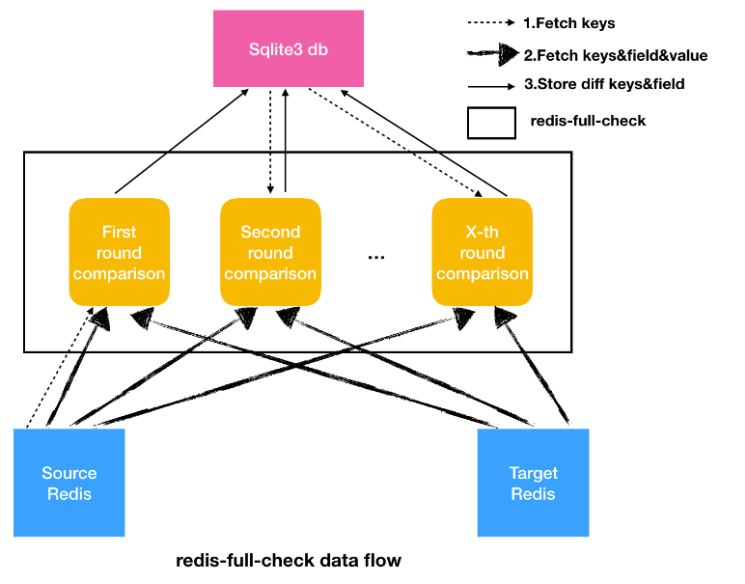 Sqlite3 db
1.Fetch keys
2.Fetch keys&field&value
3.Store diff keys&field
redis-full-check
First
round
comparison
Second
round
comparison
...
X-th
round
comparison
Source
Redis
Target
Redis
redis-full-check data flow